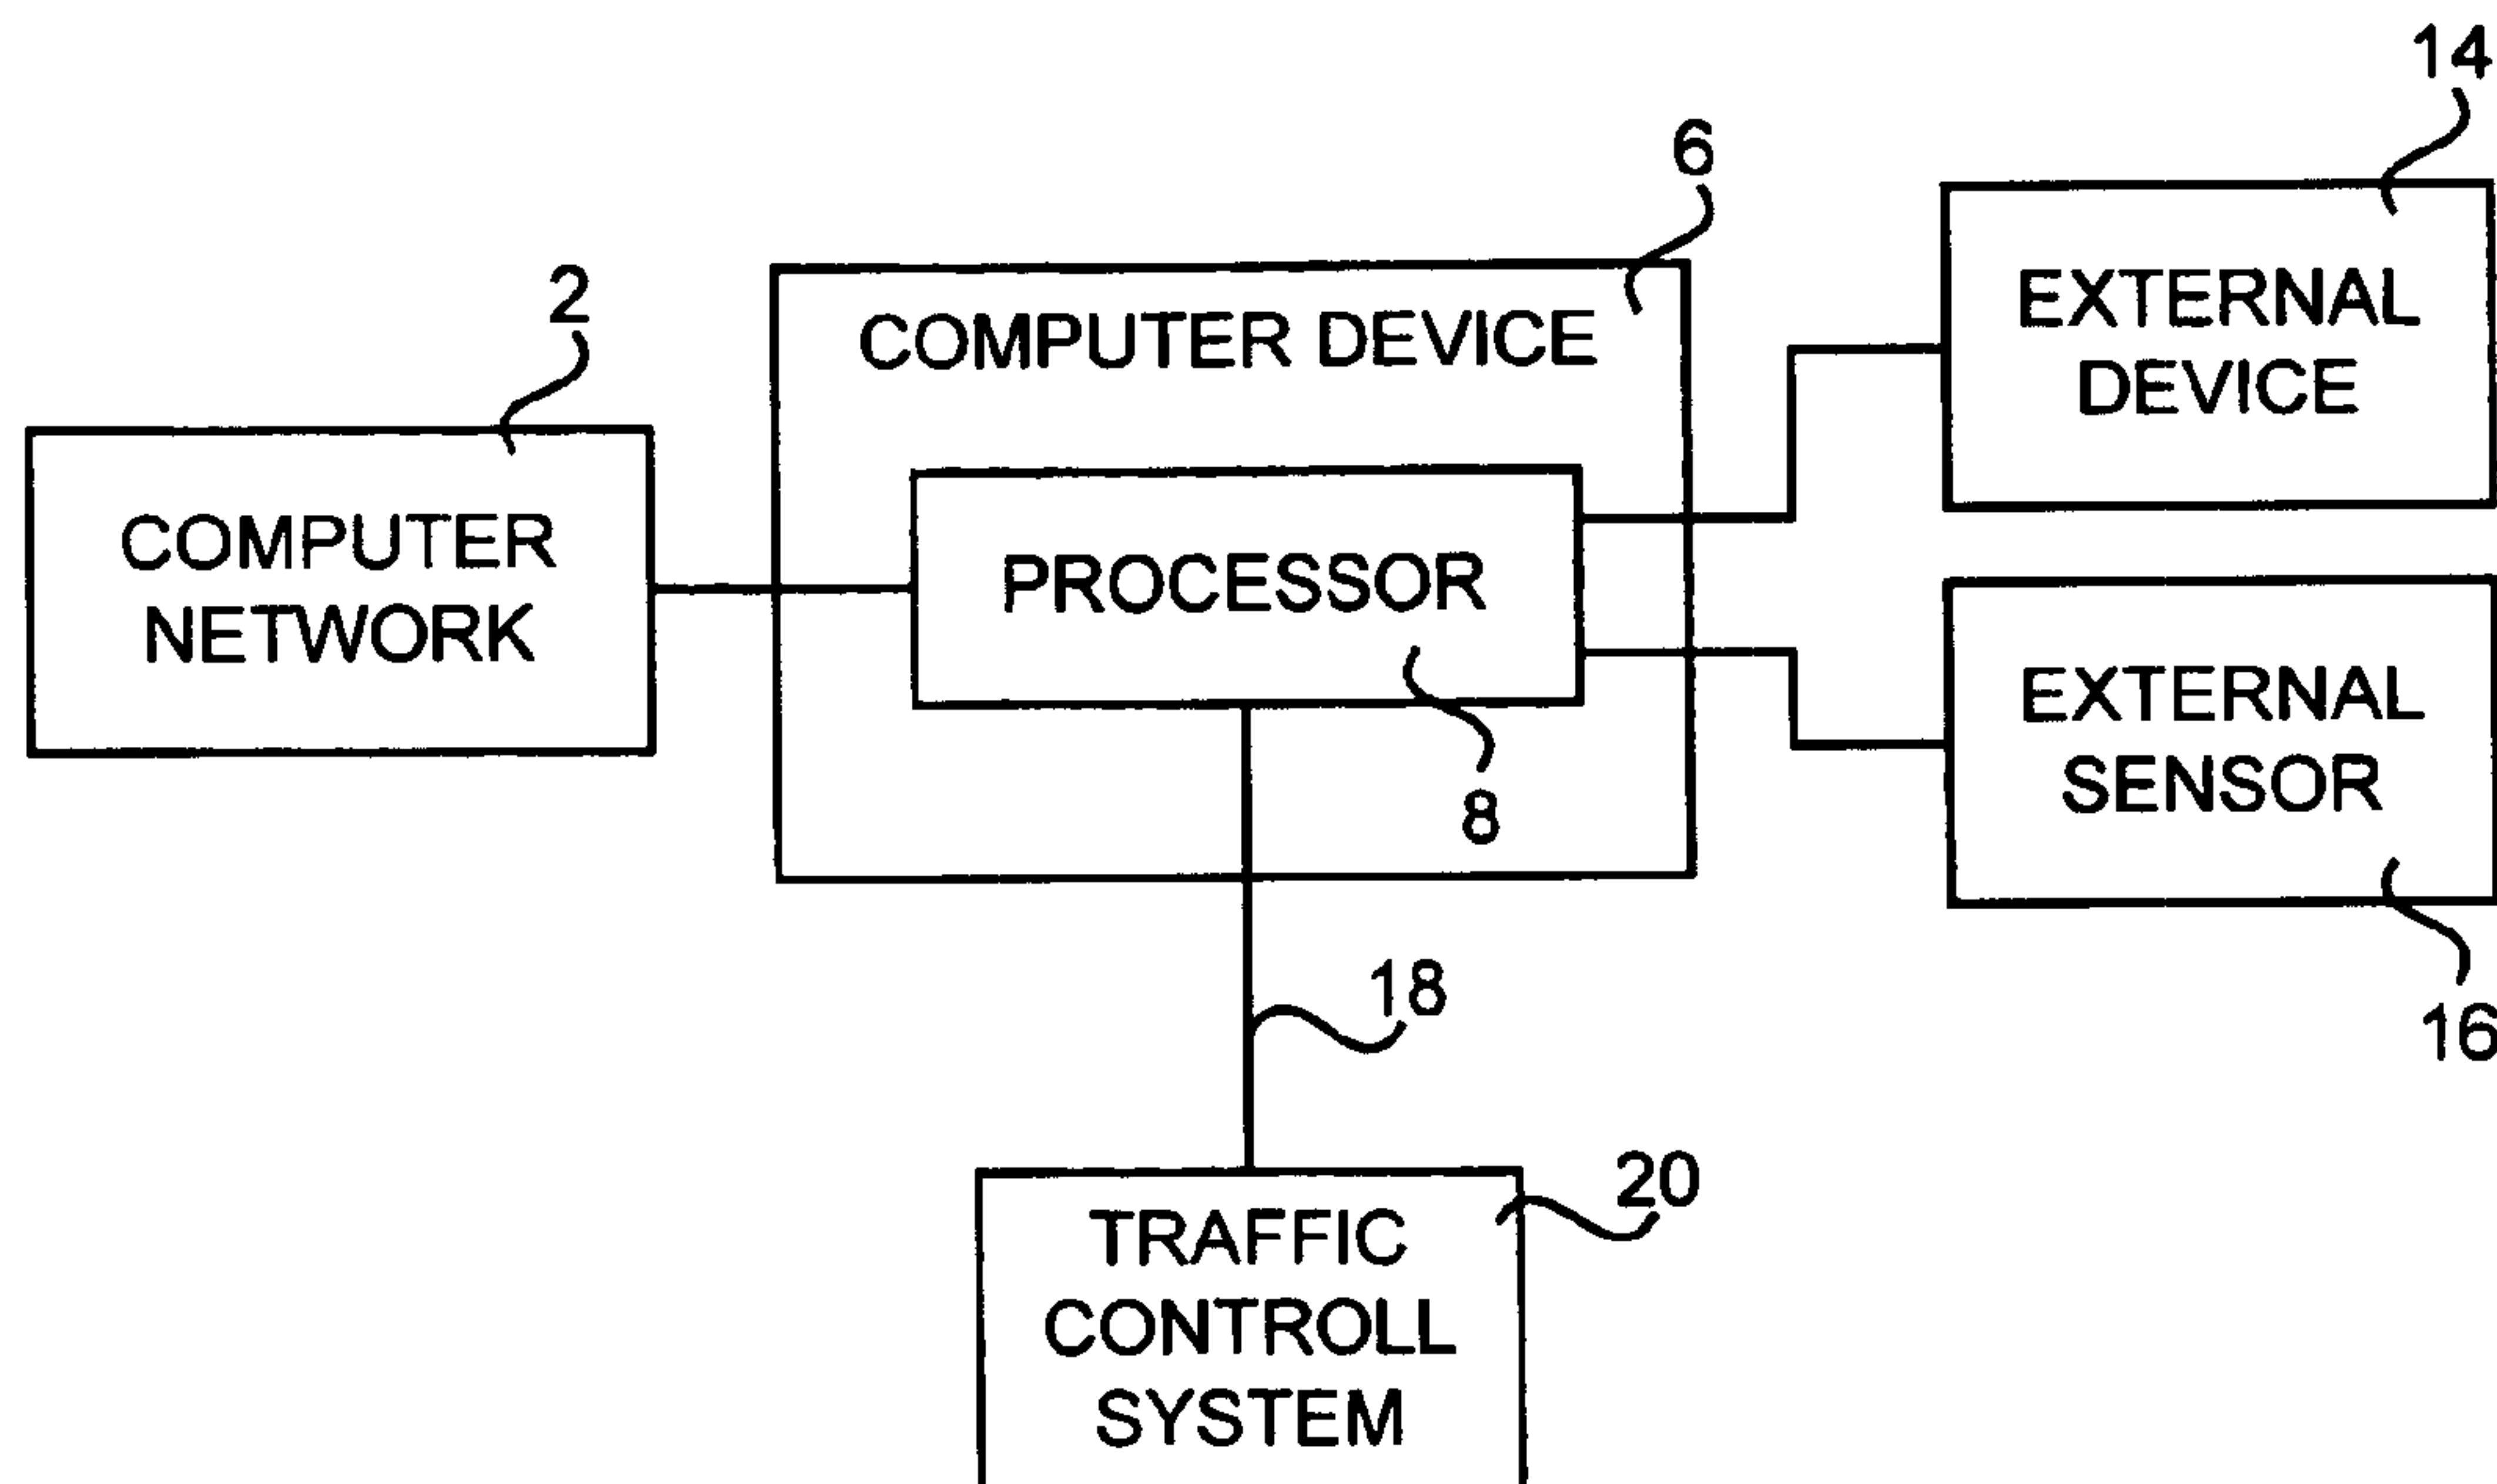 14
6
2
COMPUTER DEVICE
EXTERNAL
DEVICE
COMPUTER
NETWORK
PROCESSOR
8
EXTERNAL
SENSOR
16
18
20
TRAFFIC
CONTROLL
SYSTEM